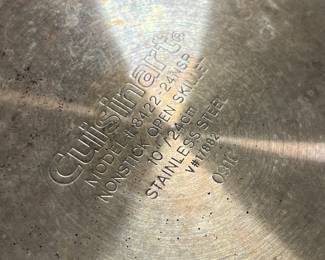 Cuisinart®
MODEL# 8422-24NSP
NONSTICK OPEN SKILLET
10"/24cm
STAINLESS STEEL